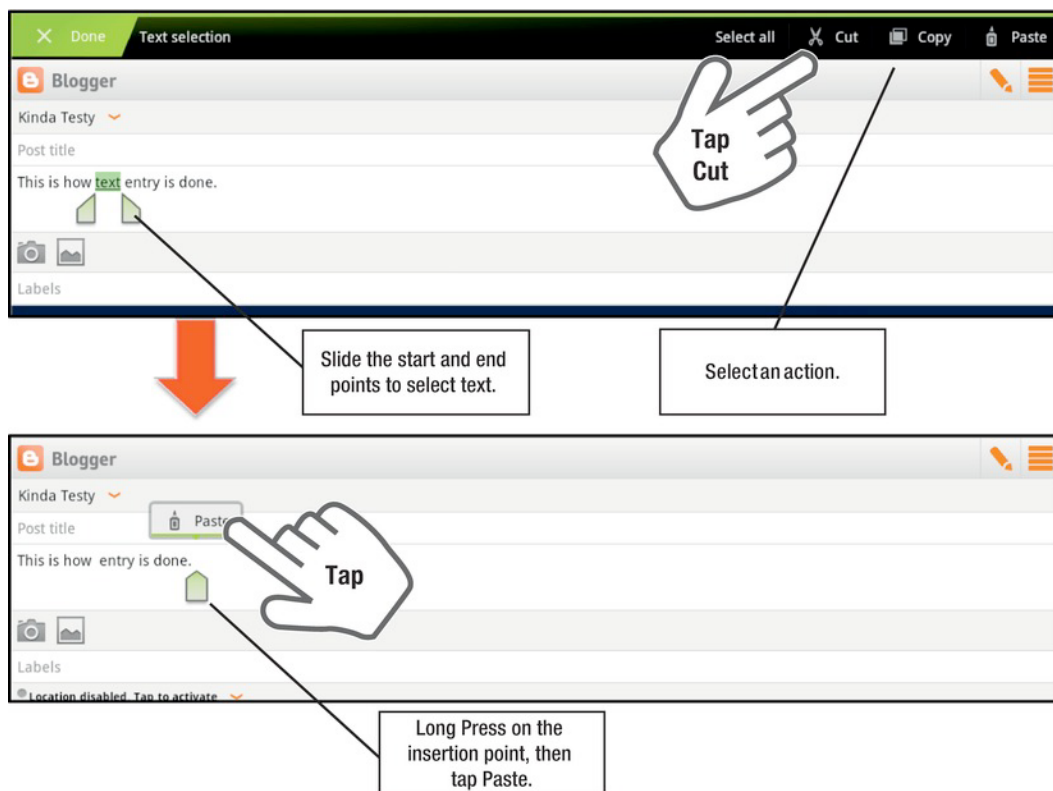 Done Text selection Select all Cut Copy Paste
Blogger
Kinda Testy
Post title
This is how text entry is done.
Labels
Tap
Cut
Slide the start and end
points to select text.
Select an action.
Blogger
Kinda Testy
Paste
Post title
This is how entry is done.
Tap
Labels
Location disabled Tap to activate
Long Press on the
insertion point, then
tap Paste.